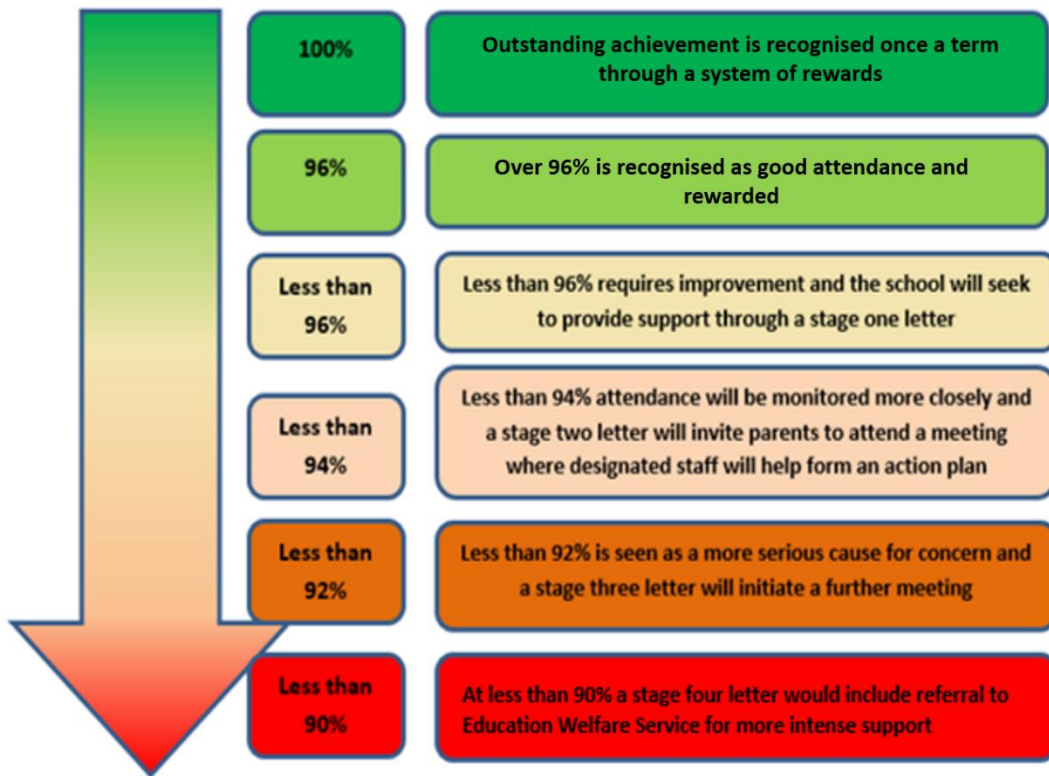 100%
Outstanding achievement is recognised once a term
through a system of rewards
96%
Over 96% is recognised as good attendance and
rewarded
Less than
96%
Less than 96% requires improvement and the school will seek
to provide support through a stage one letter
Less than
94%
Less than 94% attendance will be monitored more closely and
a stage two letter will invite parents to attend a meeting
where designated staff will help form an action plan
Less than
92%
Less than 92% is seen as a more serious cause for concern and
a stage three letter will initiate a further meeting
Less than
90%
At less than 90% a stage four letter would include referral to
Education Welfare Service for more intense support